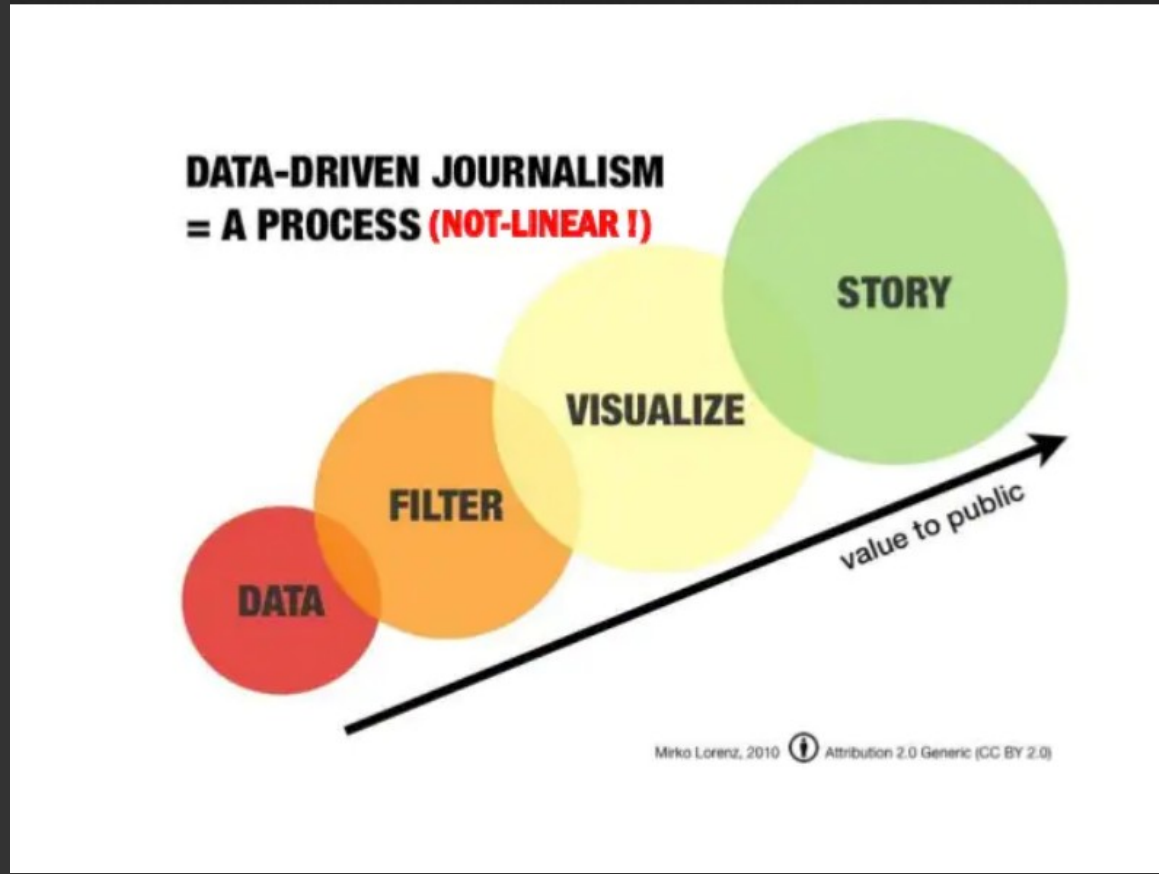 DATA-DRIVEN JOURNALISM
= A PROCESS (NOT-LINEAR !)
STORY
VISUALIZE
FILTER
DATA
value to public
Mirko Lorenz, 2010 Attribution 2.0 Generic (CC BY 2.0)